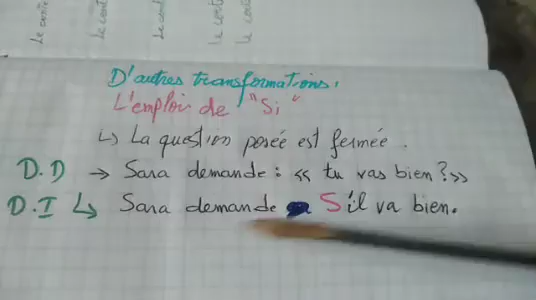 D'autres transformations :
L'emploi de "Si"
↳ La question poseé est fermée.
D.D → Sara demande : « tu vas bien ? »
D.I ↳ Sara demande S'il va bien.